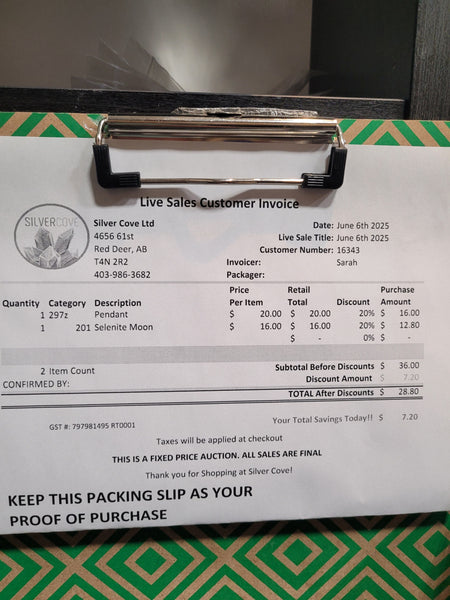 Live Sales Customer Invoice
SILVERCOVE
Silver Cove Ltd
4656 61st
Red Deer, AB
T4N 2R2
403-986-3682
Date: June 6th 2025
Live Sale Title: June 6th 2025
Customer Number: 16343
Invoicer: Sarah
Packager:
Quantity Category Description Price Per Item Retail Total Discount Purchase Amount
1 297z Pendant $ 20.00 $ 20.00 20% $ 16.00
1 201 Selenite Moon $ 16.00 $ 16.00 20% $ 12.80
$ - 0% $ -
2 Item Count Subtotal Before Discounts $ 36.00
CONFIRMED BY: Discount Amount $ 7.20
TOTAL After Discounts $ 28.80
GST #: 797981495 RT0001 Your Total Savings Today!! $ 7.20
Taxes will be applied at checkout
THIS IS A FIXED PRICE AUCTION. ALL SALES ARE FINAL
Thank you for Shopping at Silver Cove!
KEEP THIS PACKING SLIP AS YOUR
PROOF OF PURCHASE